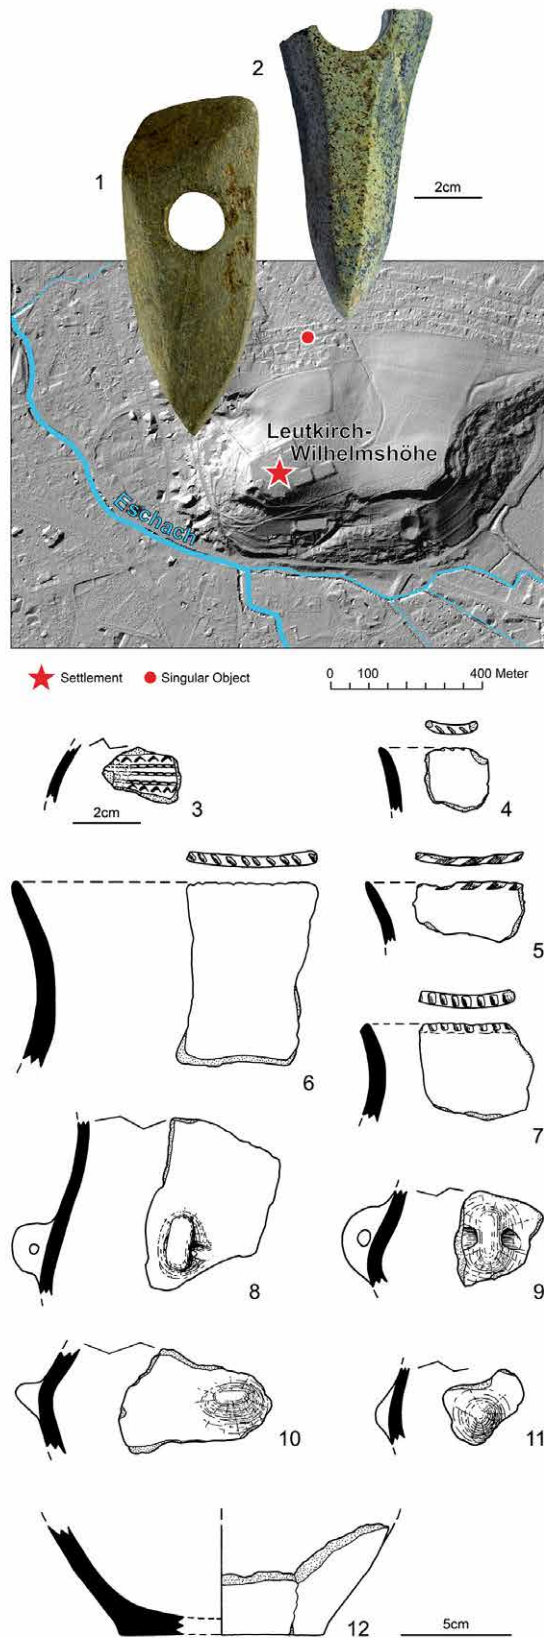 2
1
2cm
Leutkirch-
Wilhelmshöhe
Eschach
Settlement
Singular Object
0 100 400 Meter
2cm
3
4
5
6
7
8
9
10
11
12
5cm